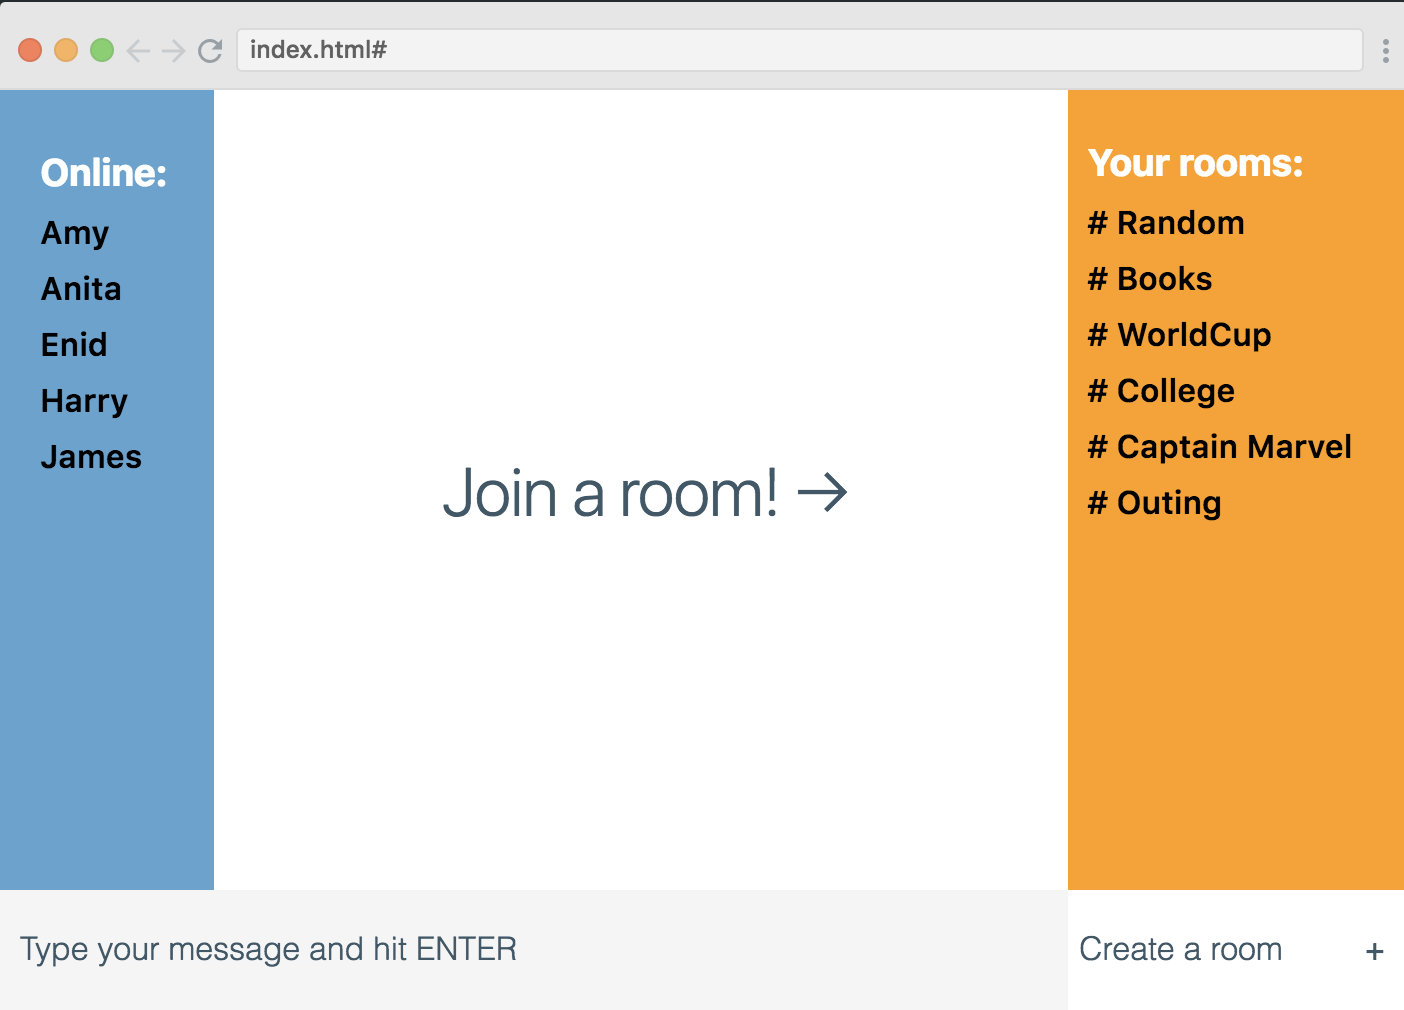 index.html#
Online:
Amy
Anita
Enid
Harry
James
Join a room! →
Your rooms:
# Random
# Books
# WorldCup
# College
# Captain Marvel
# Outing
Type your message and hit ENTER
Create a room +